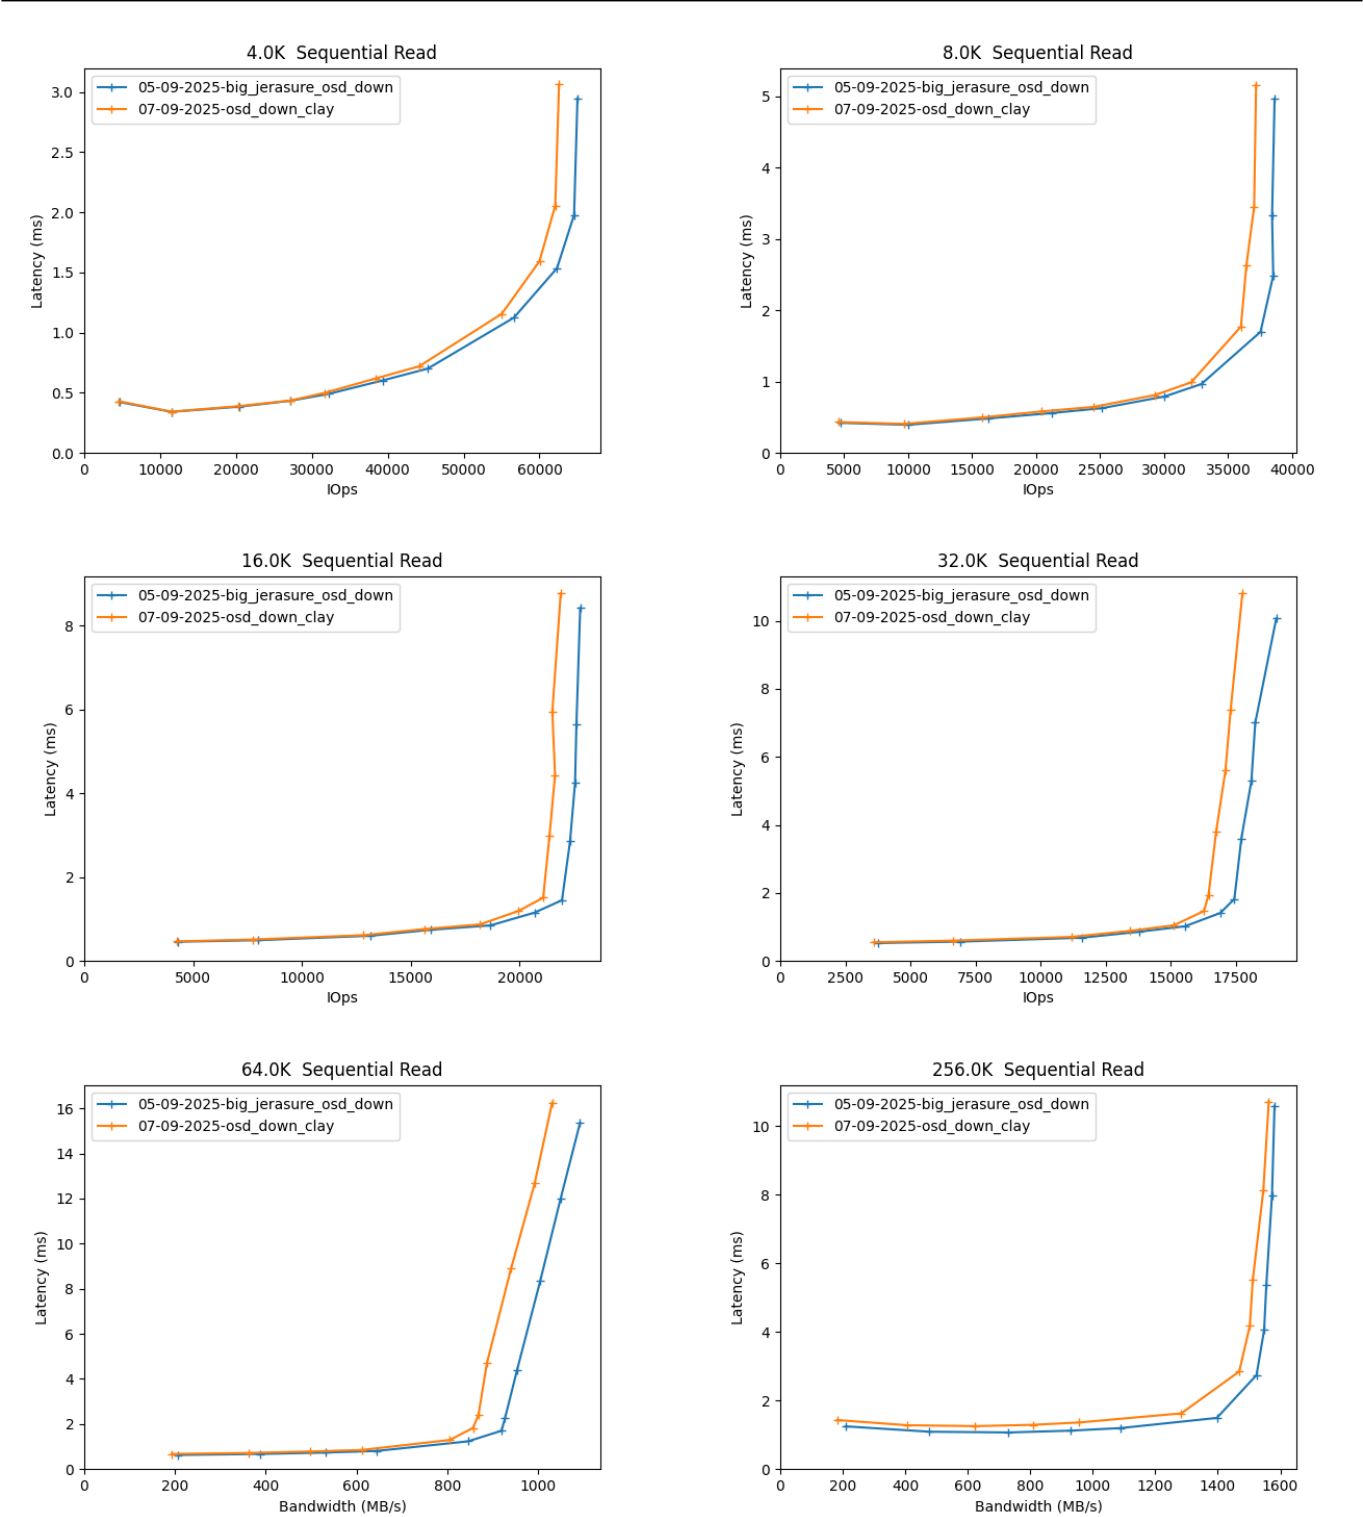 4.0K  Sequential Read
05-09-2025-big_jerasure_osd_down
07-09-2025-osd_down_clay
Latency (ms)
3.0
2.5
2.0
1.5
1.0
0.5
0.0
0 10000 20000 30000 40000 50000 60000
IOps
8.0K  Sequential Read
05-09-2025-big_jerasure_osd_down
07-09-2025-osd_down_clay
Latency (ms)
5
4
3
2
1
0
0 5000 10000 15000 20000 25000 30000 35000 40000
IOps
16.0K  Sequential Read
05-09-2025-big_jerasure_osd_down
07-09-2025-osd_down_clay
Latency (ms)
8
6
4
2
0
0 5000 10000 15000 20000
IOps
32.0K  Sequential Read
05-09-2025-big_jerasure_osd_down
07-09-2025-osd_down_clay
Latency (ms)
10
8
6
4
2
0
0 2500 5000 7500 10000 12500 15000 17500
IOps
64.0K  Sequential Read
05-09-2025-big_jerasure_osd_down
07-09-2025-osd_down_clay
Latency (ms)
16
14
12
10
8
6
4
2
0
0 200 400 600 800 1000
Bandwidth (MB/s)
256.0K  Sequential Read
05-09-2025-big_jerasure_osd_down
07-09-2025-osd_down_clay
Latency (ms)
10
8
6
4
2
0
0 200 400 600 800 1000 1200 1400 1600
Bandwidth (MB/s)